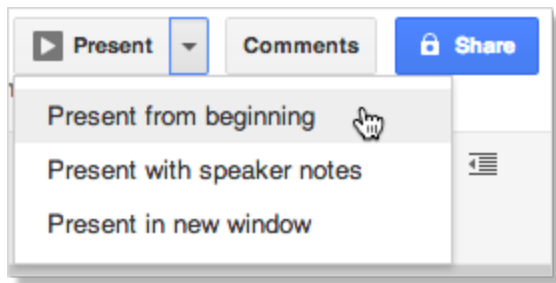 Present Comments Share
Present from beginning
Present with speaker notes
Present in new window